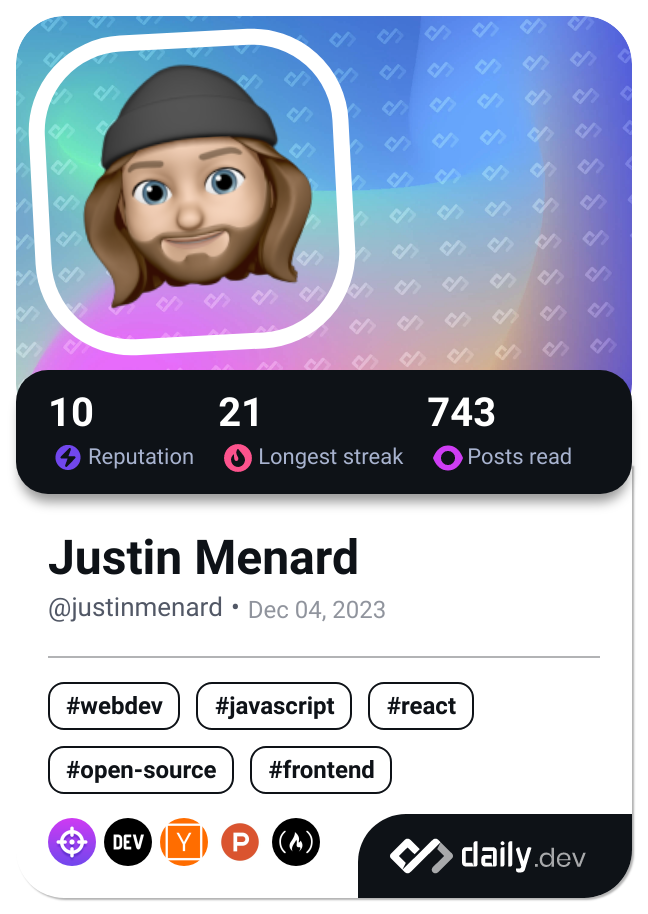 10 21 743
Reputation Longest streak Posts read
Justin Menard
@justinmenard • Dec 04, 2023
#webdev #javascript #react
#open-source #frontend
DEV Y P
daily.dev